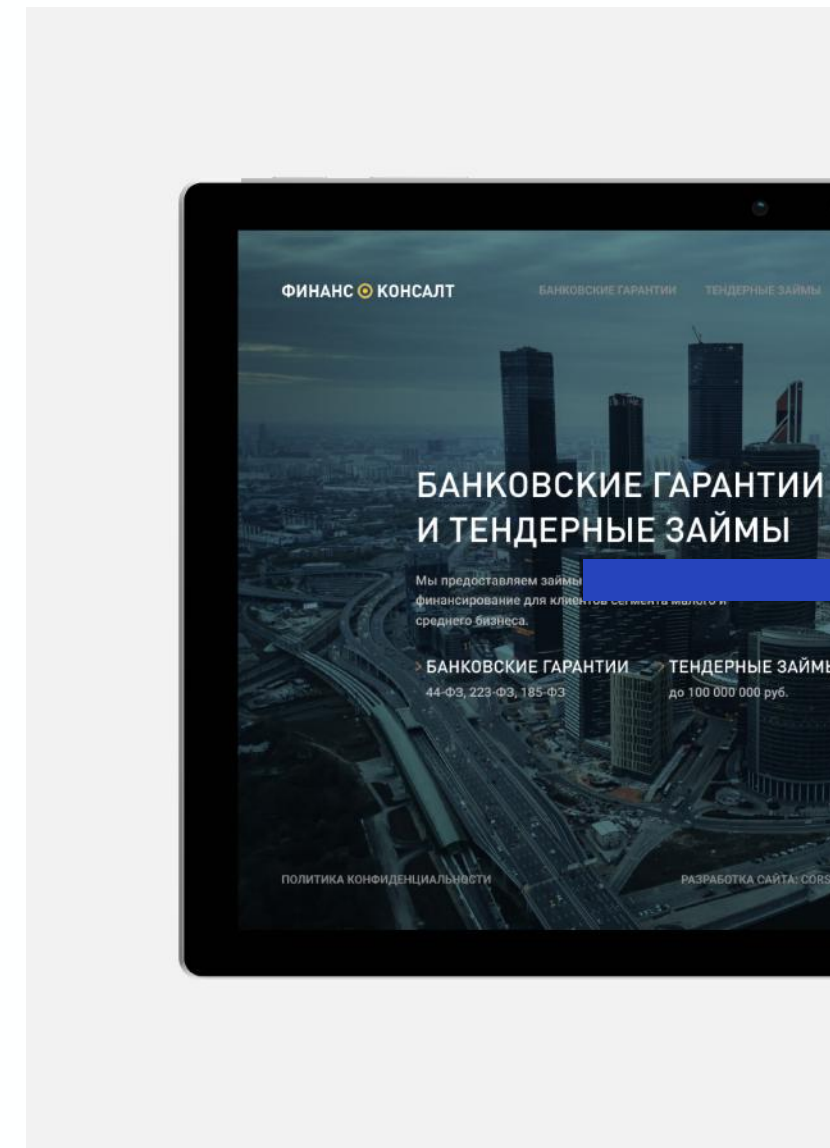 ФИНАНС КОНСАЛТ
БАНКОВСКИЕ ГАРАНТИИ ТЕНДЕРНЫЕ ЗАЙМЫ
БАНКОВСКИЕ ГАРАНТИИ
И ТЕНДЕРНЫЕ ЗАЙМЫ
Мы предоставляем займы
финансирование для клиентов сегмента малого и
среднего бизнеса.
БАНКОВСКИЕ ГАРАНТИИ ТЕНДЕРНЫЕ ЗАЙМЫ
44-ФЗ, 223-ФЗ, 185-ФЗ до 100 000 000 руб.
ПОЛИТИКА КОНФИДЕНЦИАЛЬНОСТИ РАЗРАБОТКА САЙТА: CORS